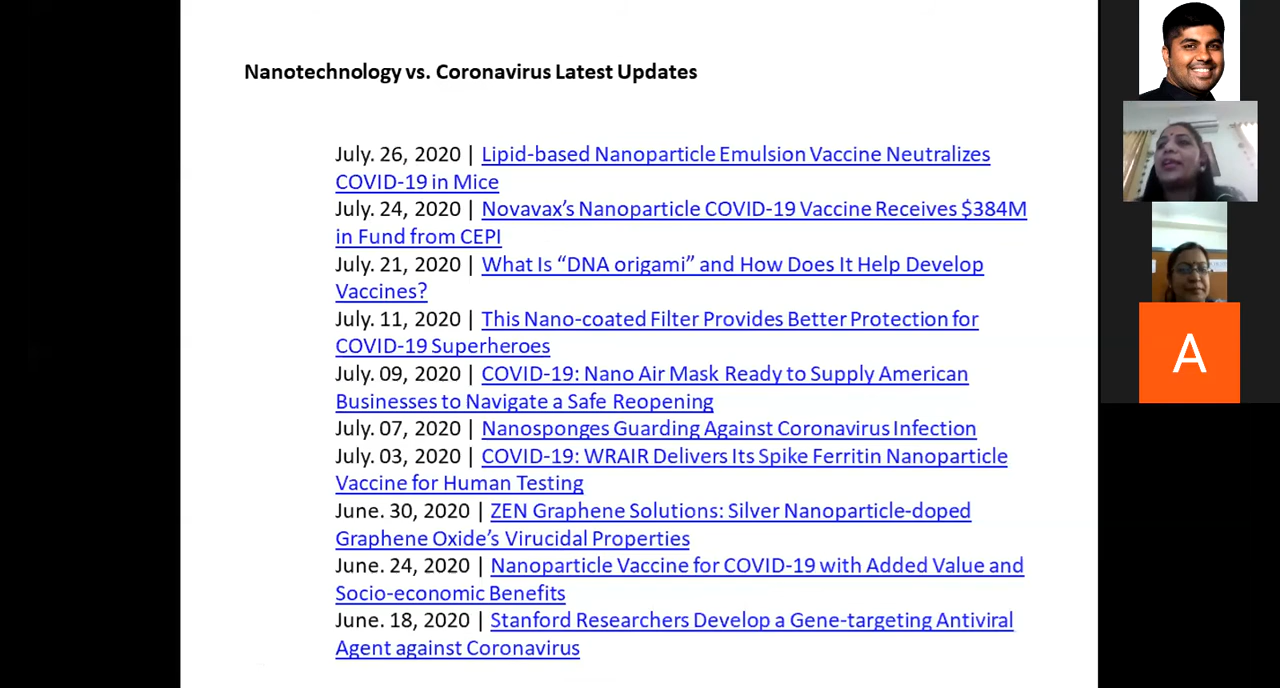 Nanotechnology vs. Coronavirus Latest Updates
July. 26, 2020 | Lipid-based Nanoparticle Emulsion Vaccine Neutralizes
COVID-19 in Mice
July. 24, 2020 | Novavax’s Nanoparticle COVID-19 Vaccine Receives $384M
in Fund from CEPI
July. 21, 2020 | What Is “DNA origami” and How Does It Help Develop
Vaccines?
July. 11, 2020 | This Nano-coated Filter Provides Better Protection for
COVID-19 Superheroes
July. 09, 2020 | COVID-19: Nano Air Mask Ready to Supply American
Businesses to Navigate a Safe Reopening
July. 07, 2020 | Nanosponges Guarding Against Coronavirus Infection
July. 03, 2020 | COVID-19: WRAIR Delivers Its Spike Ferritin Nanoparticle
Vaccine for Human Testing
June. 30, 2020 | ZEN Graphene Solutions: Silver Nanoparticle-doped
Graphene Oxide’s Virucidal Properties
June. 24, 2020 | Nanoparticle Vaccine for COVID-19 with Added Value and
Socio-economic Benefits
June. 18, 2020 | Stanford Researchers Develop a Gene-targeting Antiviral
Agent against Coronavirus
A